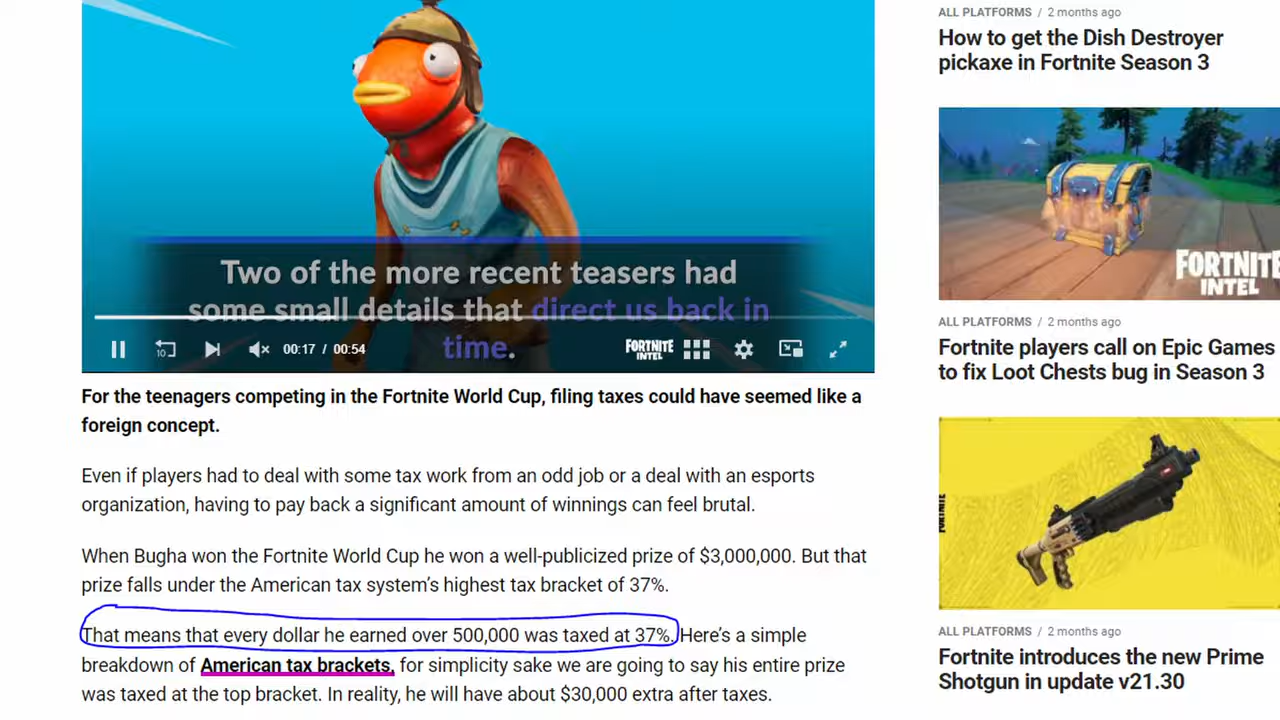 Two of the more recent teasers had
some small details that direct us back in
time.
10
00:17 / 00:54
FORTNITE
INTEL
For the teenagers competing in the Fortnite World Cup, filing taxes could have seemed like a
foreign concept.
Even if players had to deal with some tax work from an odd job or a deal with an esports
organization, having to pay back a significant amount of winnings can feel brutal.
When Bugha won the Fortnite World Cup he won a well-publicized prize of $3,000,000. But that
prize falls under the American tax system's highest tax bracket of 37%.
That means that every dollar he earned over 500,000 was taxed at 37%. Here's a simple
breakdown of American tax brackets, for simplicity sake we are going to say his entire prize
was taxed at the top bracket. In reality, he will have about $30,000 extra after taxes.
ALL PLATFORMS / 2 months ago
How to get the Dish Destroyer
pickaxe in Fortnite Season 3
FORTNITE
INTEL
ALL PLATFORMS / 2 months ago
Fortnite players call on Epic Games
to fix Loot Chests bug in Season 3
FORTNITE
ALL PLATFORMS / 2 months ago
Fortnite introduces the new Prime
Shotgun in update v21.30